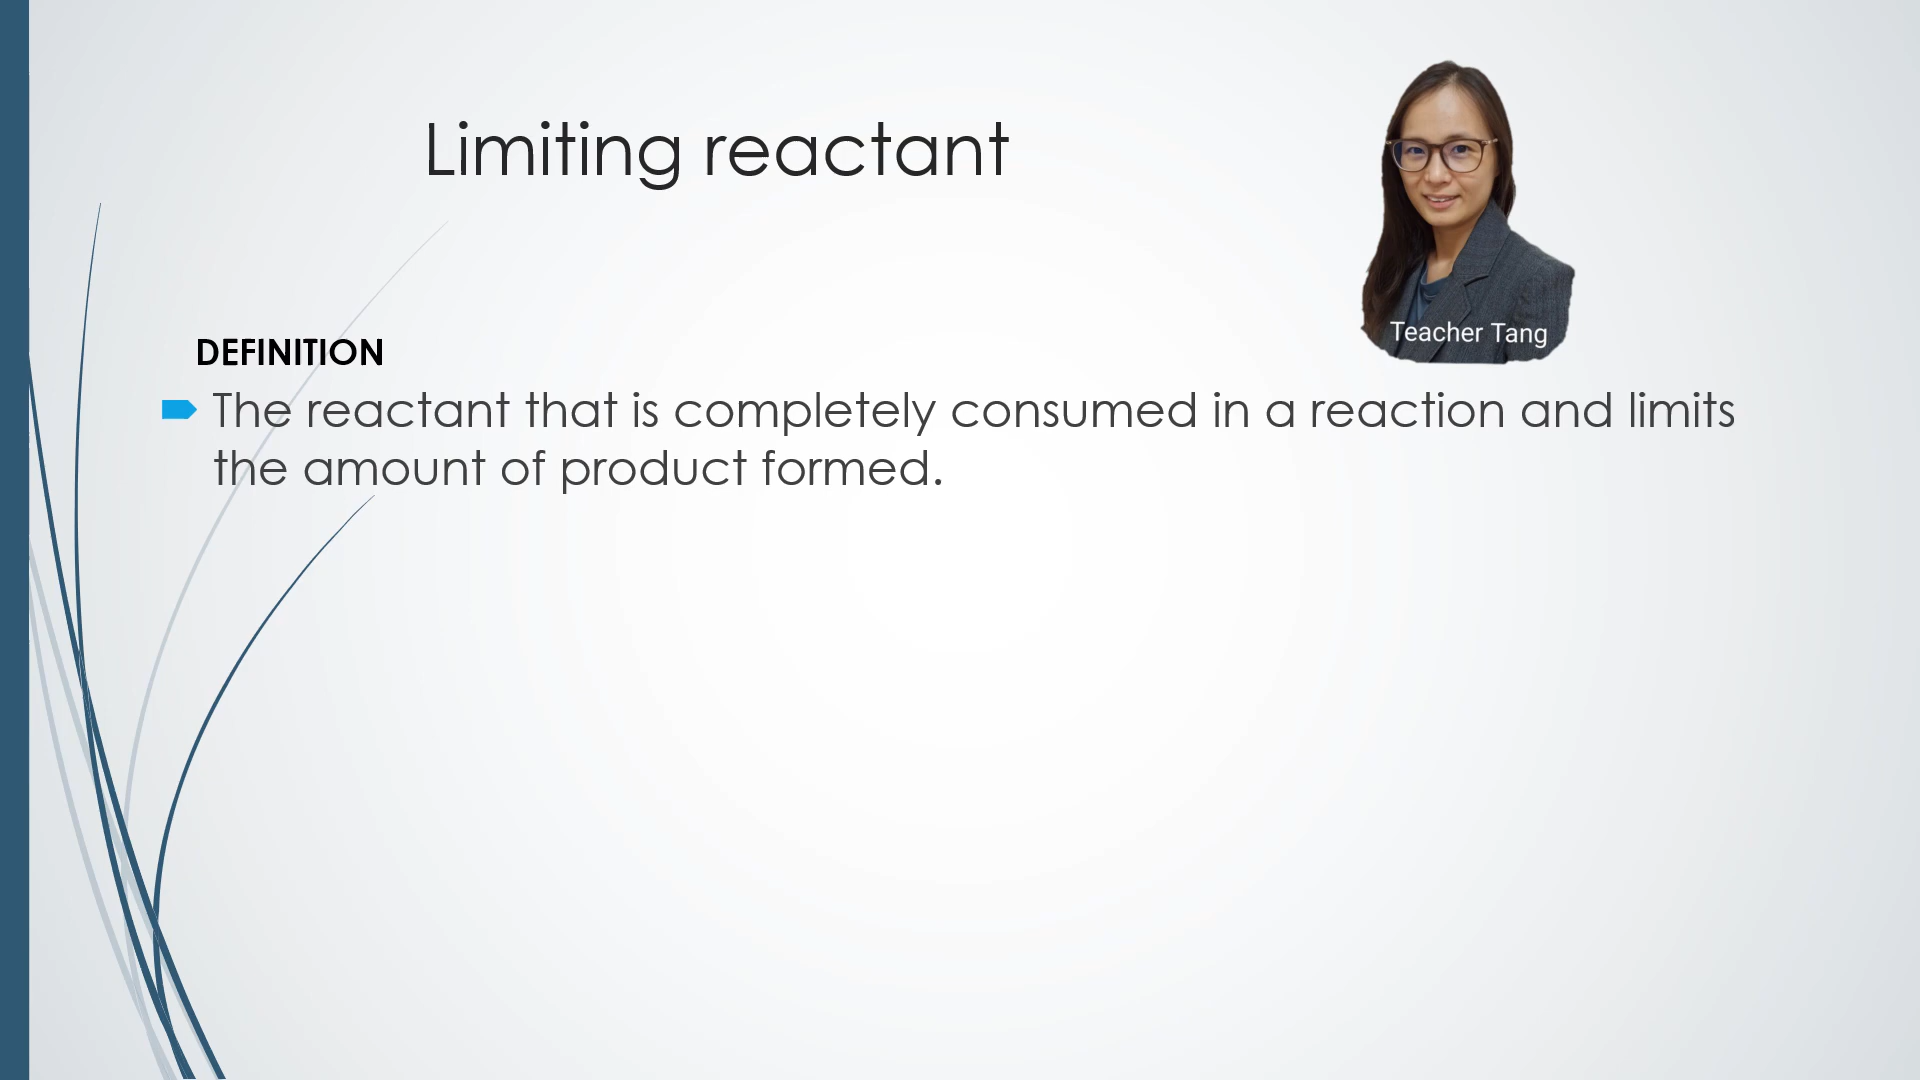 Limiting reactant
Teacher Tang
DEFINITION
The reactant that is completely consumed in a reaction and limits
the amount of product formed.